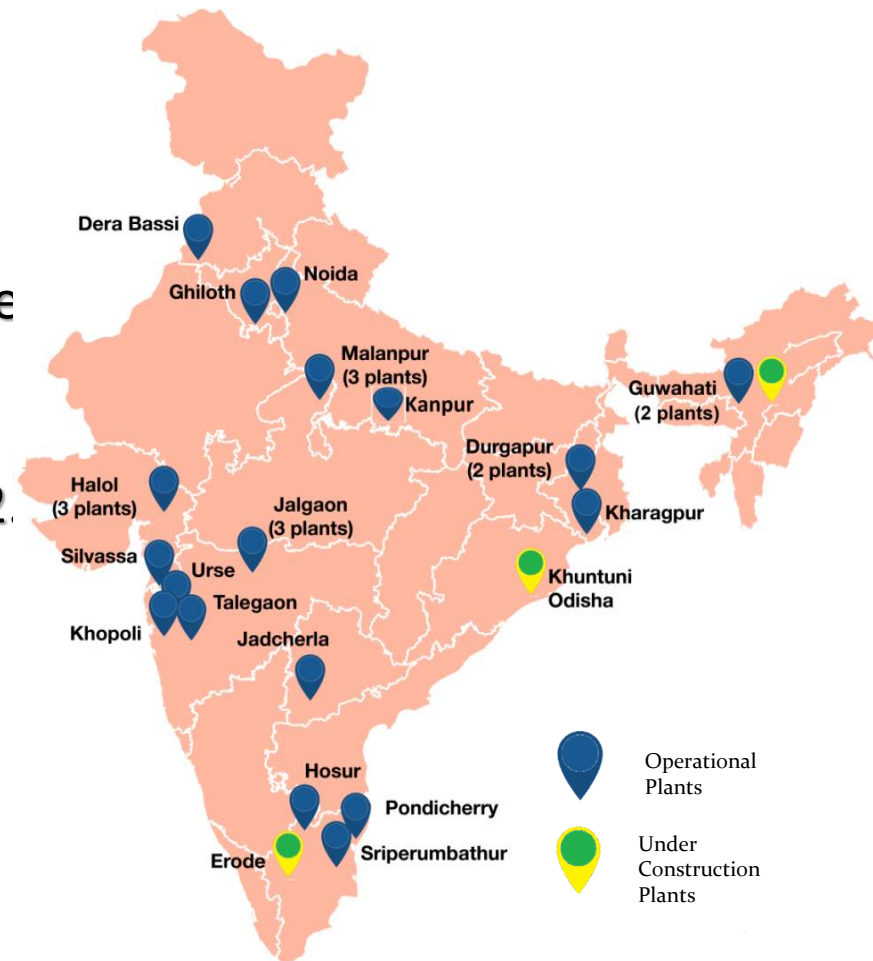 Dera Bassi
Noida
Ghiloth
e
Malanpur
(3 plants)
Kanpur
Guwahati
(2 plants)
Durgapur
(2 plants)
Halol
(3 plants)
2.
Jalgaon
(3 plants)
Kharagpur
Silvassa
Urse
Khuntuni
Odisha
Talegaon
Khopoli
Jadcherla
Operational
Plants
Hosur
Pondicherry
Sriperumbathur
Erode
Under
Construction
Plants